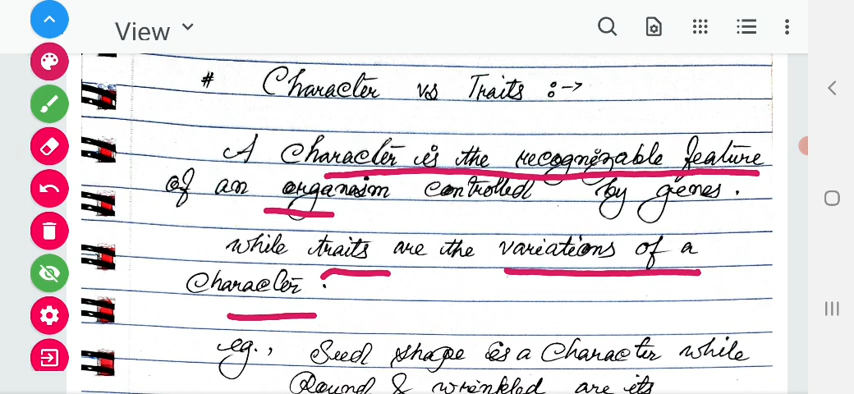 View
# Character vs Traits :->
A Character is the recognizable feature
of an organism controlled by genes.
while traits are the variations of a
Character.
eg., Seed shape is a Character while
Round & wrinkled are its